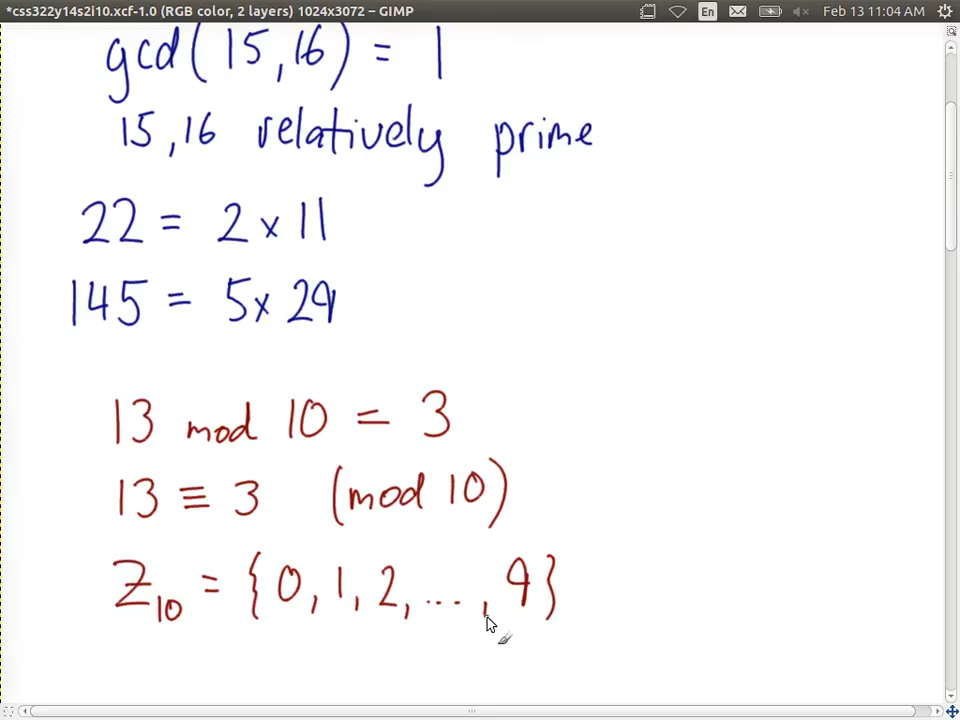 *css322y14s2i10.xcf-1.0 (RGB color, 2 layers) 1024x3072 – GIMP En Feb 13 11:04 AM
gcd(15,16) = 1
15,16 relatively prime
22 = 2 x 11
145 = 5 x 29
13 mod 10 = 3
13 ≡ 3 (mod 10)
Z₁₀ = {0, 1, 2, ..., 9}